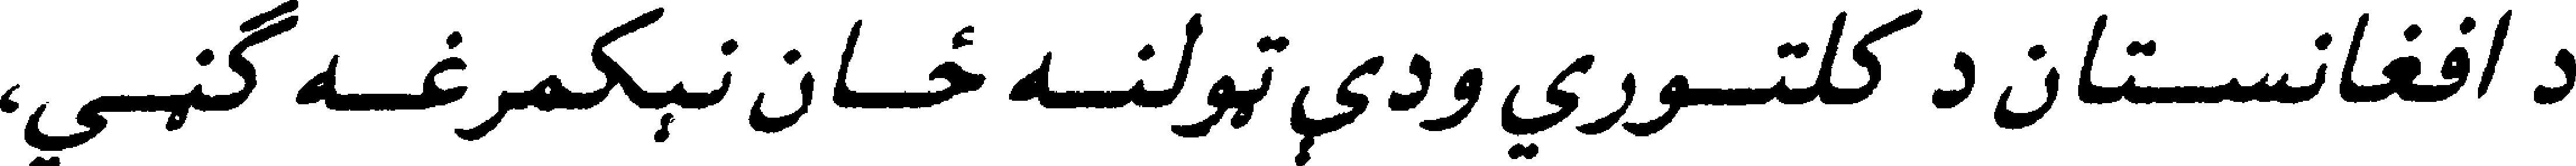 د افغانستان د کلتوري ودې ټولنه ځان نېکمرغه ګڼي،